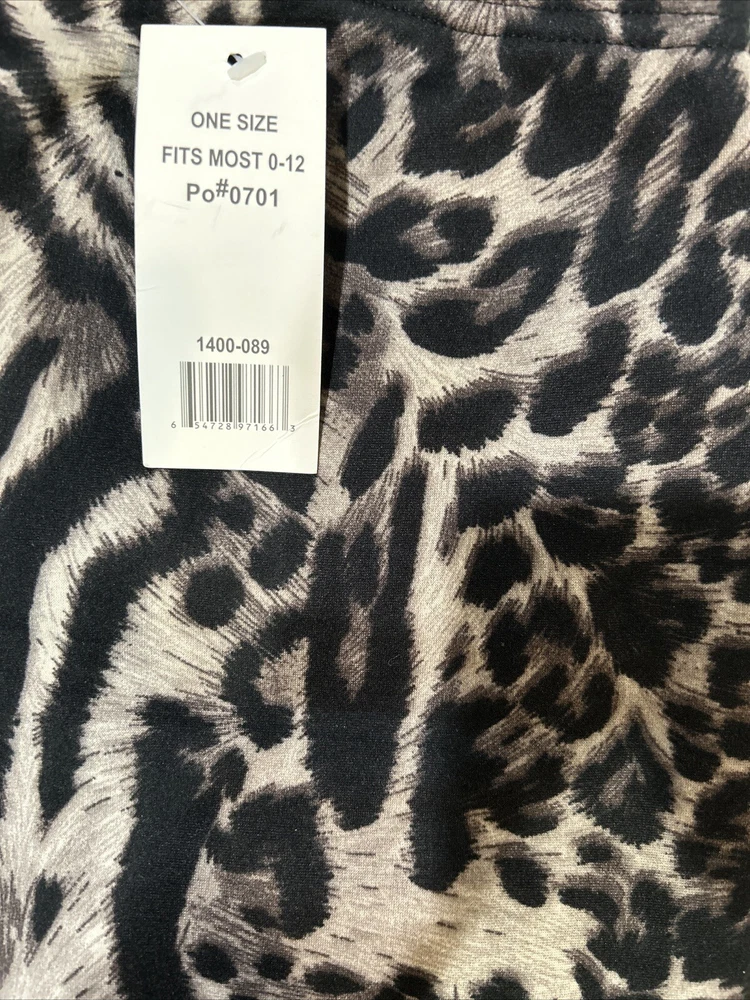 ONE SIZE
FITS MOST 0-12
Po#0701
1400-089
6 54728 97166 3